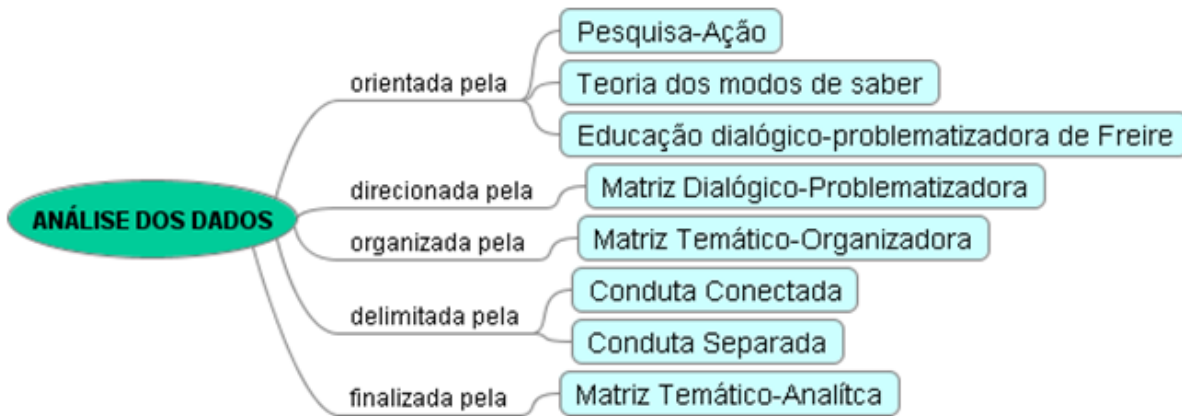 ANÁLISE DOS DADOS
orientada pela
Pesquisa-Ação
Teoria dos modos de saber
Educação dialógico-problematizadora de Freire
direcionada pela
Matriz Dialógico-Problematizadora
organizada pela
Matriz Temático-Organizadora
delimitada pela
Conduta Conectada
Conduta Separada
finalizada pela
Matriz Temático-Analítca